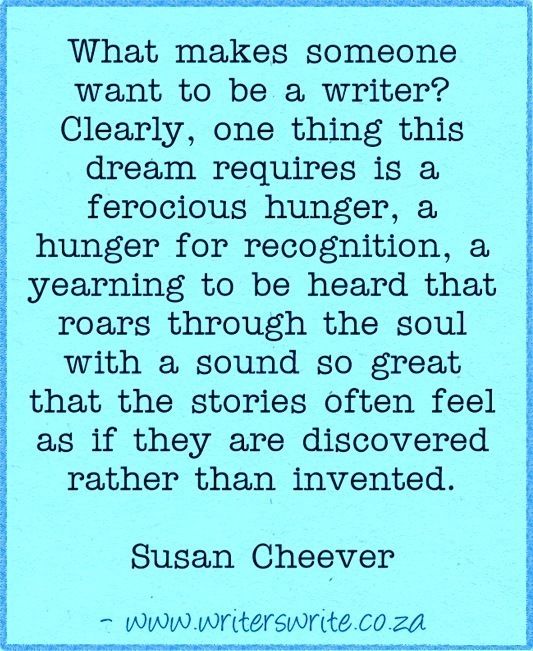 What makes someone
want to be a writer?
Clearly, one thing this
dream requires is a
ferocious hunger, a
hunger for recognition, a
yearning to be heard that
roars through the soul
with a sound so great
that the stories often feel
as if they are discovered
rather than invented.
Susan Cheever
- www.writerswrite.co.za